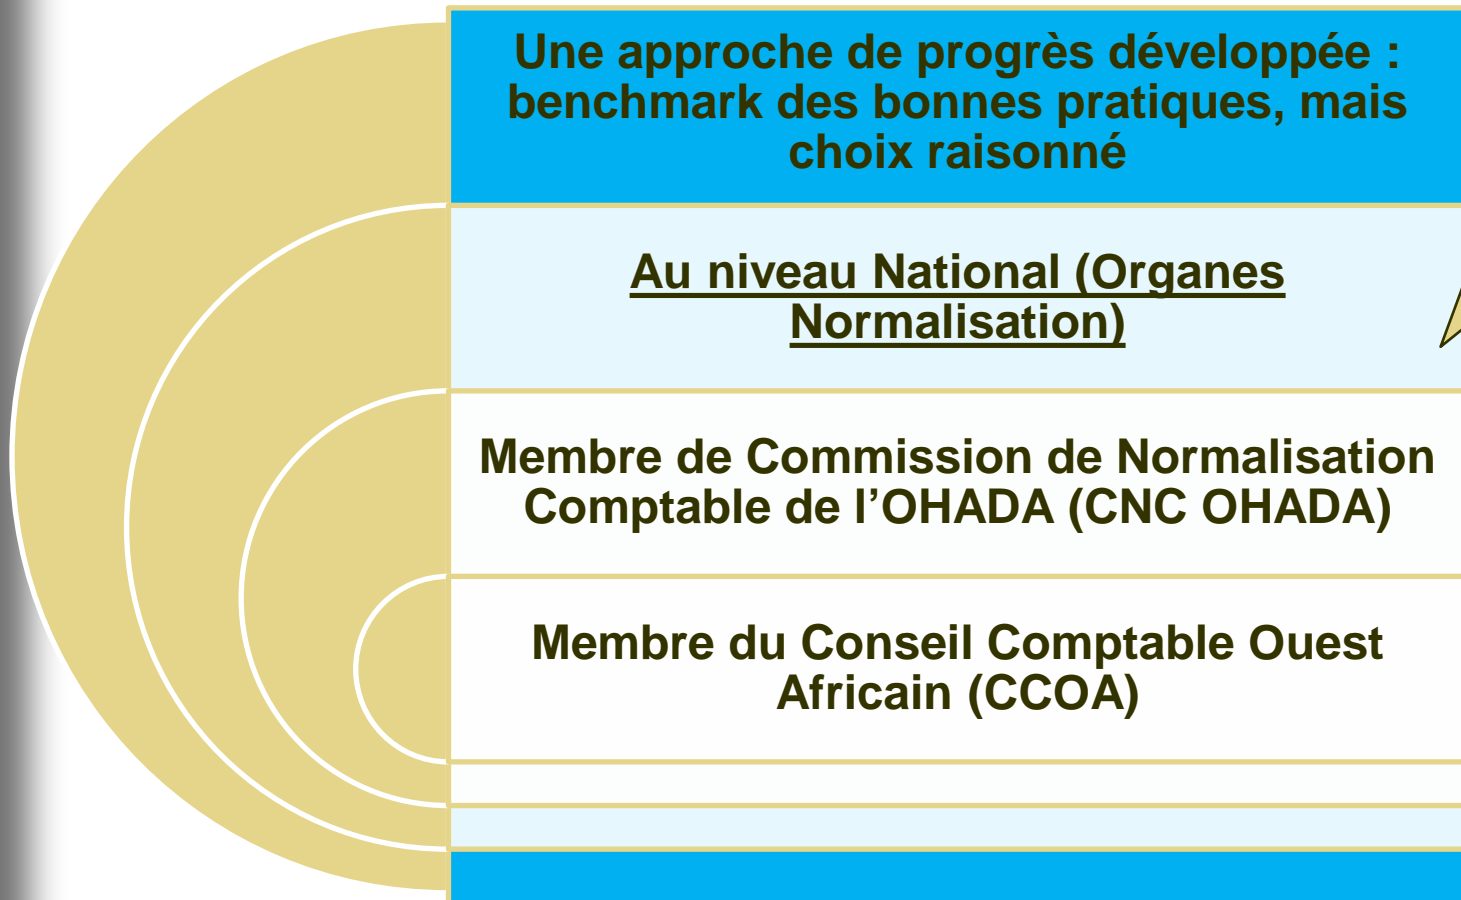 Une approche de progrès développée :
benchmark des bonnes pratiques, mais
choix raisonné
Au niveau National (Organes
Normalisation)
Membre de Commission de Normalisation
Comptable de l’OHADA (CNC OHADA)
Membre du Conseil Comptable Ouest
Africain (CCOA)